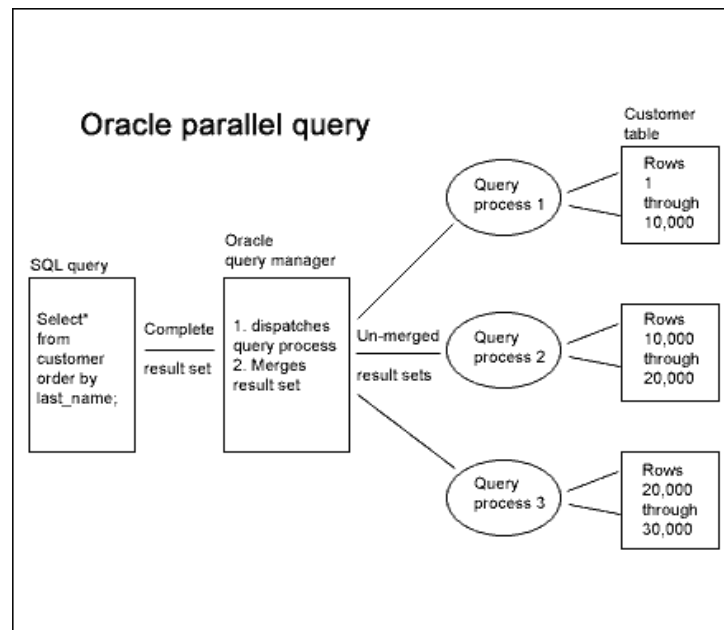 Oracle parallel query
SQL query
Select*
from
customer
order by
last_name;
Complete
result set
Oracle
query manager
1. dispatches
query process
2. Merges
result set
Un-merged
result sets
Query
process 1
Query
process 2
Query
process 3
Customer
table
Rows
1
through
10,000
Rows
10,000
through
20,000
Rows
20,000
through
30,000